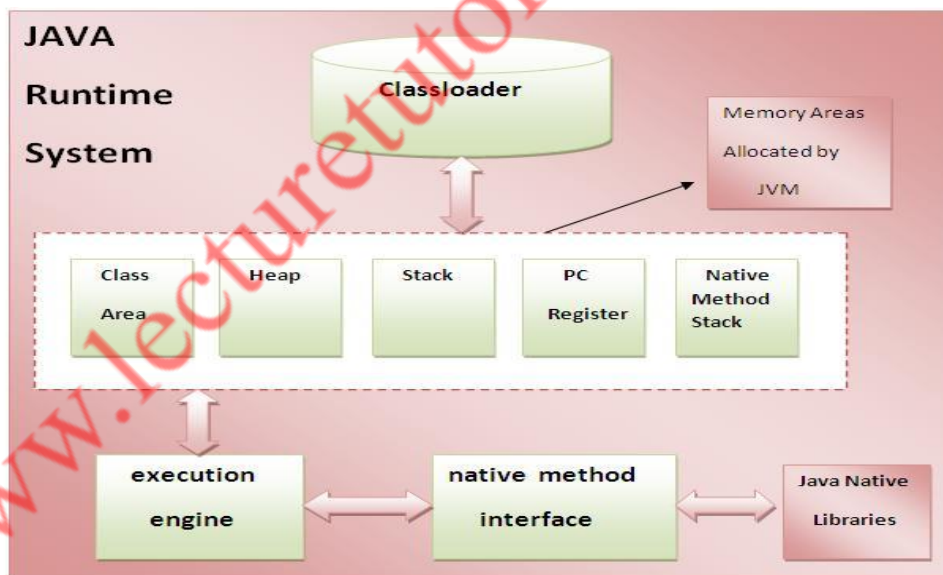 JAVA
Runtime
System
Classloader
Memory Areas
Allocated by
JVM
Class
Area
Heap
Stack
PC
Register
Native
Method
Stack
execution
engine
native method
interface
Java Native
Libraries
ww.lecturetuto